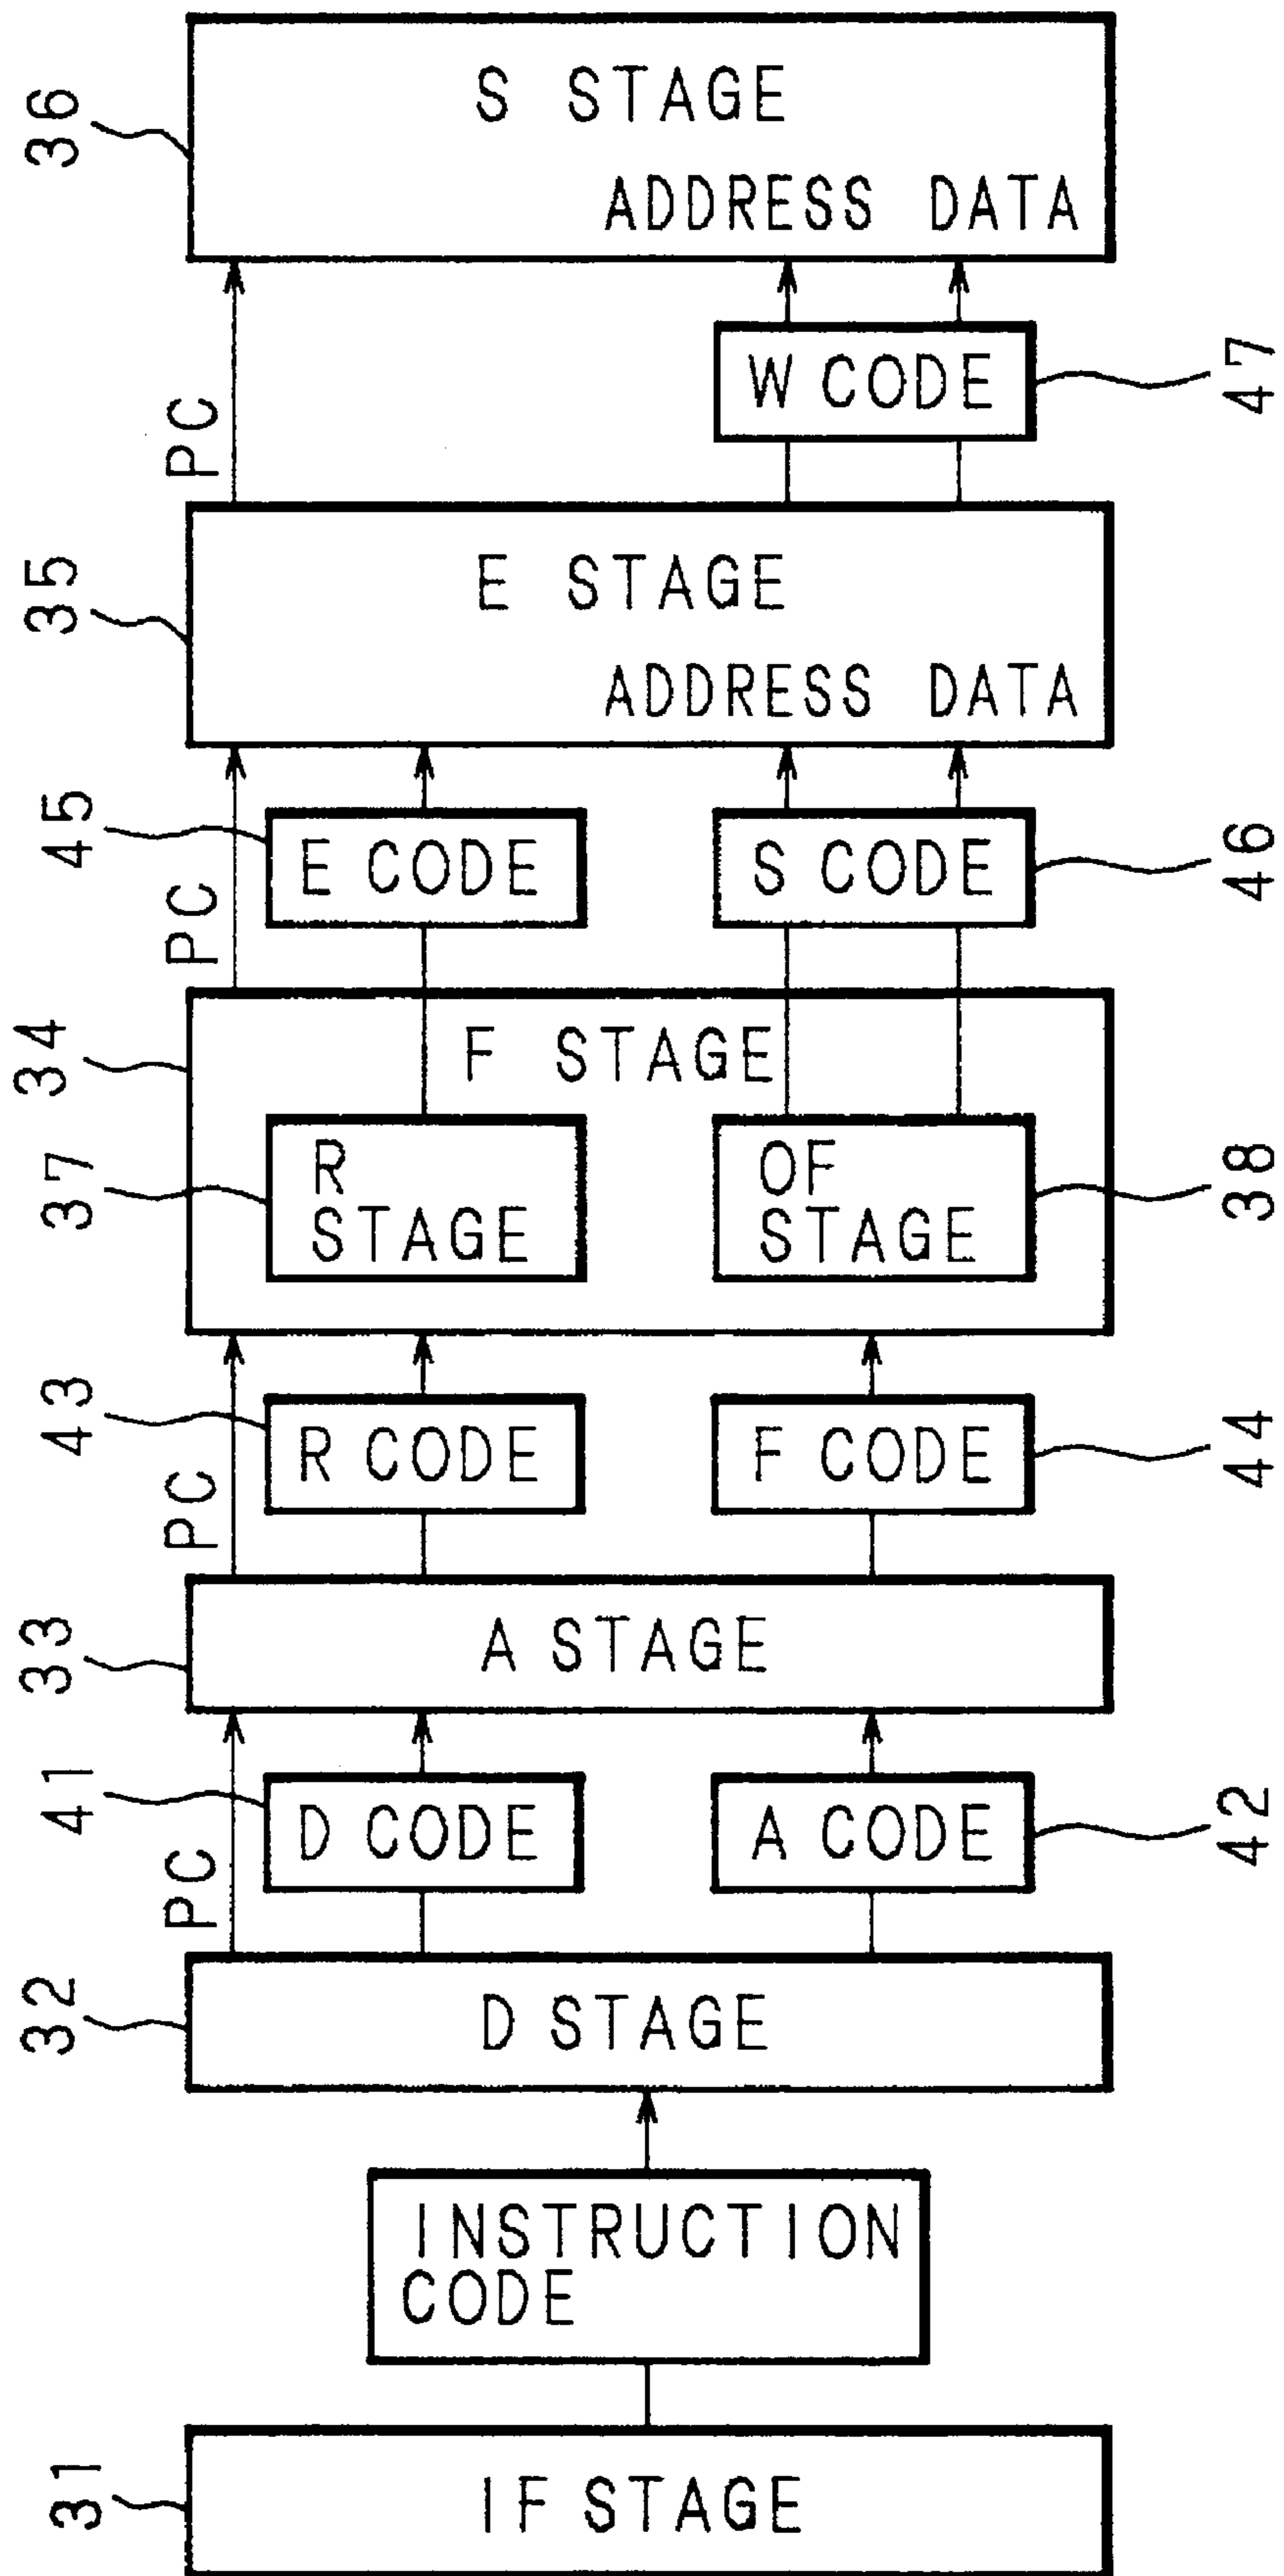 36
S STAGE
ADDRESS DATA
PC
W CODE
47
35
E STAGE
ADDRESS DATA
PC
45
E CODE
S CODE
46
34
F STAGE
37
R
STAGE
OF
STAGE
38
PC
43
R CODE
F CODE
44
33
A STAGE
PC
41
D CODE
A CODE
42
32
D STAGE
INSTRUCTION
CODE
31
IF STAGE